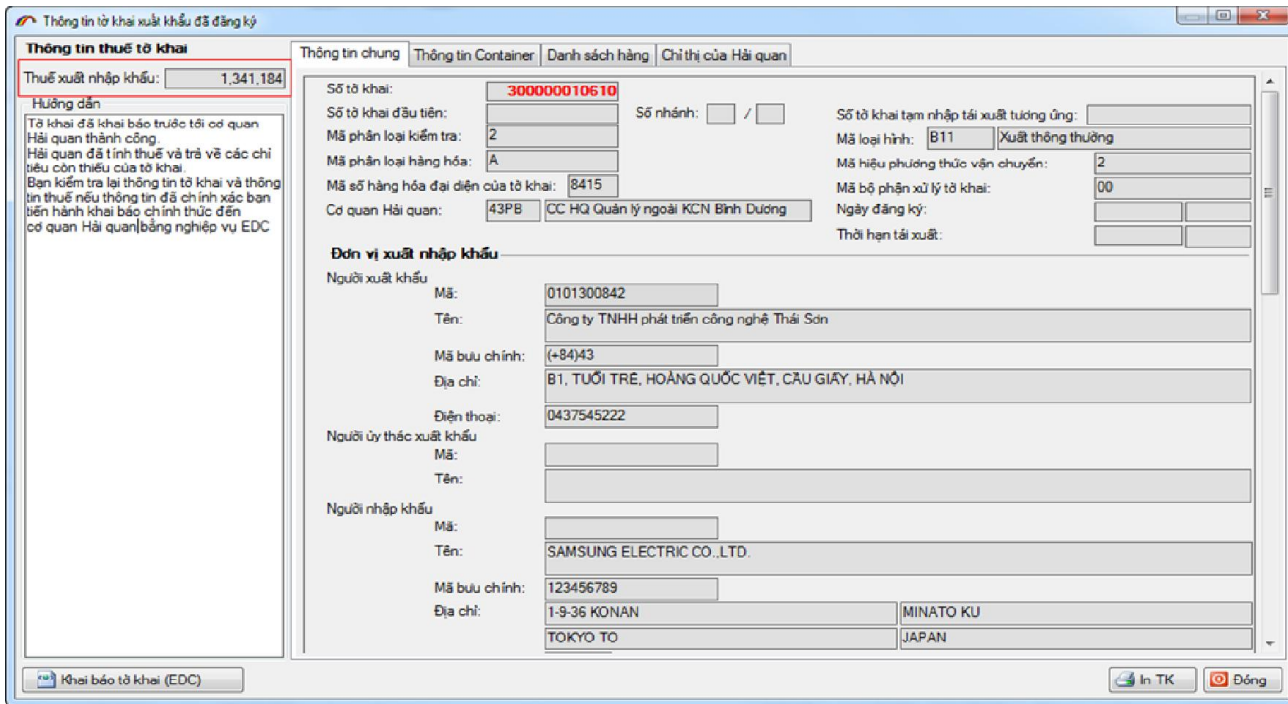 Thông tin tờ khai xuất khẩu đã đăng ký
Thông tin thuế tờ khai
Thuế xuất nhập khẩu: 1,341,184
Hướng dẫn
Tờ khai đã khai báo trước tới cơ quan
Hải quan thành công.
Hải quan đã tính thuế và trả về các chỉ
tiêu còn thiếu của tờ khai.
Bạn kiểm tra lại thông tin tờ khai và thông
tin thuế nếu thông tin đã chính xác bạn
tiến hành khai báo chính thức đến
cơ quan Hải quan bằng nghiệp vụ EDC
Thông tin chung Thông tin Container Danh sách hàng Chỉ thị của Hải quan
Số tờ khai: 300000010610
Số tờ khai đầu tiên: Số nhánh: / Số tờ khai tạm nhập tái xuất tương ứng:
Mã phân loại kiểm tra: 2 Mã loại hình: B11 Xuất thông thường
Mã phân loại hàng hóa: A Mã hiệu phương thức vận chuyển: 2
Mã số hàng hóa đại diện của tờ khai: 8415 Mã bộ phận xử lý tờ khai: 00
Cơ quan Hải quan: 43PB CC HQ Quản lý ngoài KCN Bình Dương Ngày đăng ký:
Thời hạn tái xuất:
Đơn vị xuất nhập khẩu
Người xuất khẩu
Mã: 0101300842
Tên: Công ty TNHH phát triển công nghệ Thái Sơn
Mã bưu chính: (+84)43
Địa chỉ: B1, TUỔI TRẺ, HOÀNG QUỐC VIỆT, CẦU GIẤY, HÀ NỘI
Điện thoại: 0437545222
Người ủy thác xuất khẩu
Mã:
Tên:
Người nhập khẩu
Mã:
Tên: SAMSUNG ELECTRIC CO.,LTD.
Mã bưu chính: 123456789
Địa chỉ: 1-9-36 KONAN MINATO KU
TOKYO TO JAPAN
Khai báo tờ khai (EDC) In TK Đóng